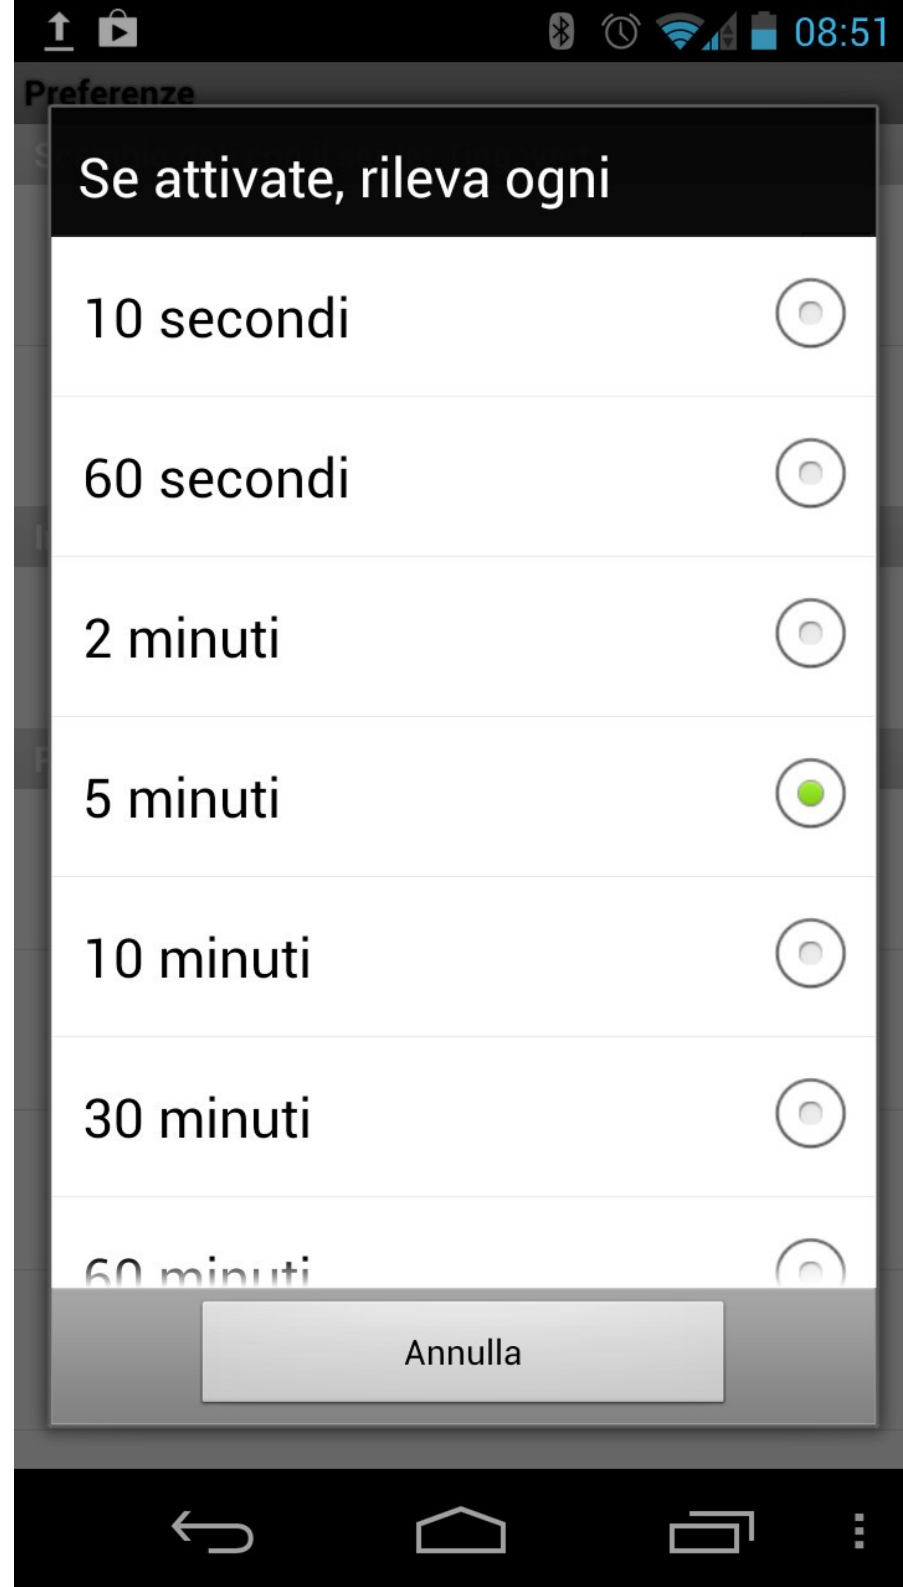 08:51
Preferenze
Se attivate, rileva ogni
10 secondi
60 secondi
2 minuti
5 minuti
10 minuti
30 minuti
60 minuti
Annulla